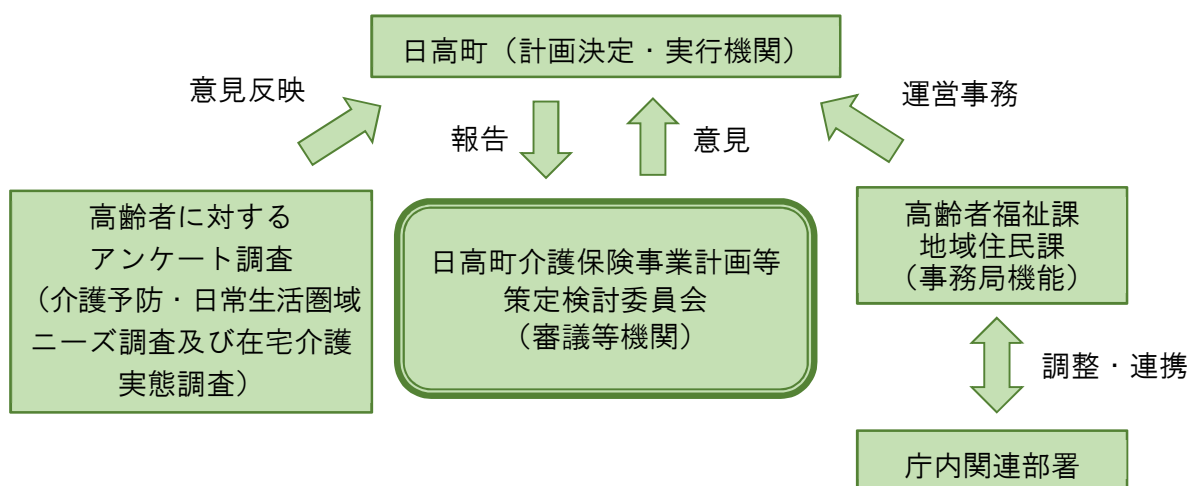 日高町（計画決定・実行機関）
意見反映
報告
意見
運営事務
高齢者に対する
アンケート調査
（介護予防・日常生活圏域
ニーズ調査及び在宅介護
実態調査）
日高町介護保険事業計画等
策定検討委員会
（審議等機関）
高齢者福祉課
地域住民課
（事務局機能）
調整・連携
庁内関連部署